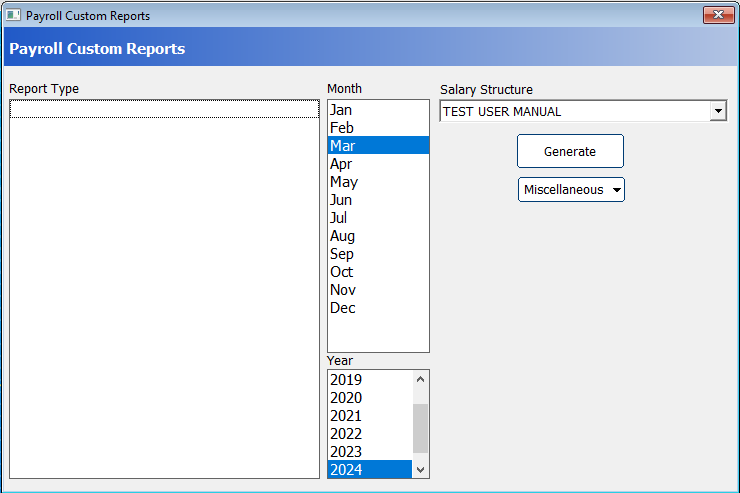 Payroll Custom Reports
Payroll Custom Reports
Report Type
Month
Jan
Feb
Mar
Apr
May
Jun
Jul
Aug
Sep
Oct
Nov
Dec
Year
2019
2020
2021
2022
2023
2024
Salary Structure
TEST USER MANUAL
Generate
Miscellaneous